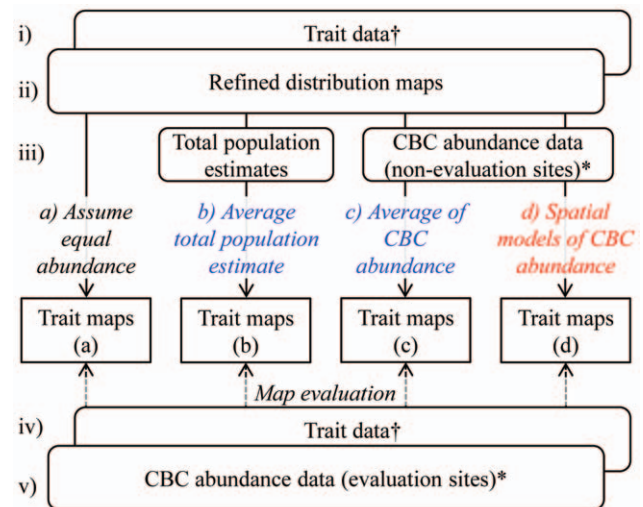 i)
Trait data†
ii)
Refined distribution maps
iii)
Total population
estimates
CBC abundance data
(non-evaluation sites)*
a) Assume
equal
abundance
b) Average
total population
estimate
c) Average of
CBC
abundance
d) Spatial
models of CBC
abundance
Trait maps
(a)
Trait maps
(b)
Trait maps
(c)
Trait maps
(d)
Map evaluation
iv)
Trait data†
v)
CBC abundance data (evaluation sites)*